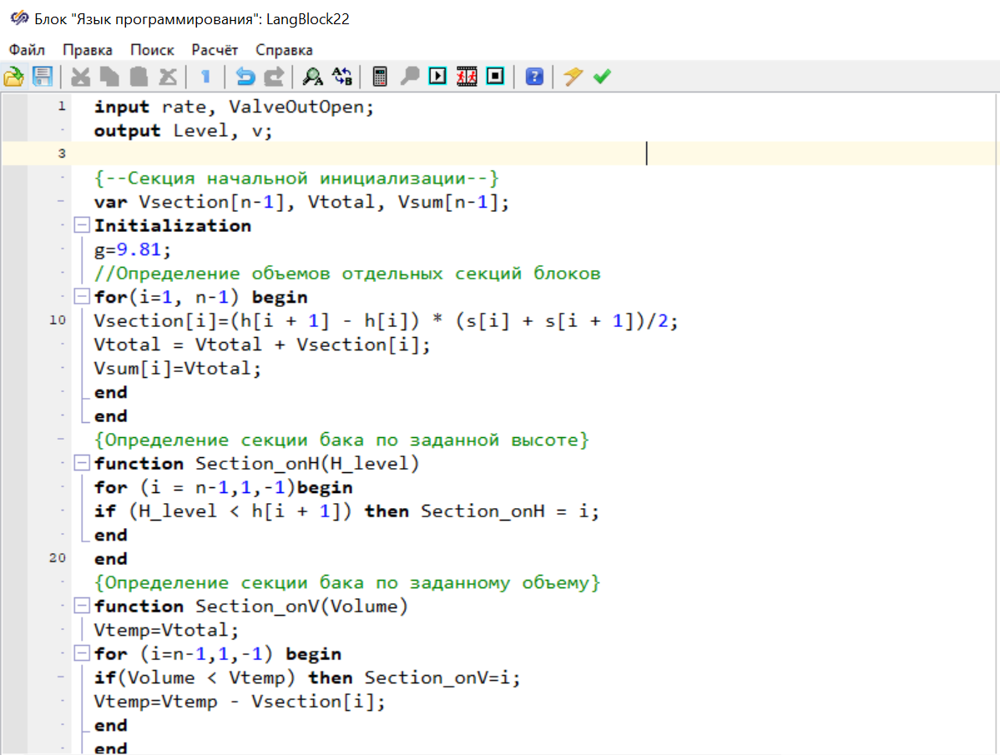 Блок "Язык программирования": LangBlock22
Файл Правка Поиск Расчёт Справка
1 input rate, ValveOutOpen;
output Level, v;
3
{--Секция начальной инициализации--}
var Vsection[n-1], Vtotal, Vsum[n-1];
Initialization
g=9.81;
//Определение объемов отдельных секций блоков
for(i=1, n-1) begin
10 Vsection[i]=(h[i + 1] - h[i]) * (s[i] + s[i + 1])/2;
Vtotal = Vtotal + Vsection[i];
Vsum[i]=Vtotal;
end
end
{Определение секции бака по заданной высоте}
function Section_onH(H_level)
for (i = n-1,1,-1)begin
if (H_level < h[i + 1]) then Section_onH = i;
end
20 end
{Определение секции бака по заданному объему}
function Section_onV(Volume)
Vtemp=Vtotal;
for (i=n-1,1,-1) begin
if(Volume < Vtemp) then Section_onV=i;
Vtemp=Vtemp - Vsection[i];
end
end